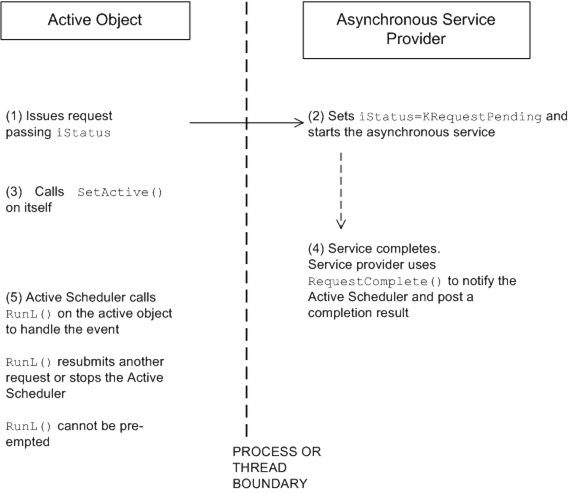 Active Object
Asynchronous Service
Provider
(1) Issues request
passing iStatus
(2) Sets iStatus=KRequestPending and
starts the asynchronous service
(3) Calls SetActive()
on itself
(4) Service completes.
Service provider uses
RequestComplete() to notify the
Active Scheduler and post a
completion result
(5) Active Scheduler calls
RunL() on the active object
to handle the event
RunL() resubmits another
request or stops the Active
Scheduler
RunL() cannot be pre-
empted
PROCESS OR
THREAD
BOUNDARY